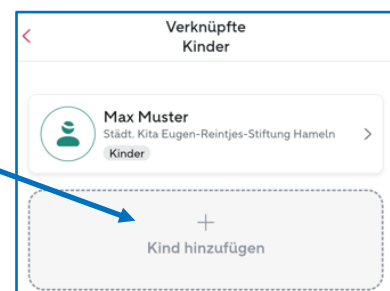 Verknüpfte
Kinder
Max Muster
Städt. Kita Eugen-Reintjes-Stiftung Hameln
Kinder
Kind hinzufügen